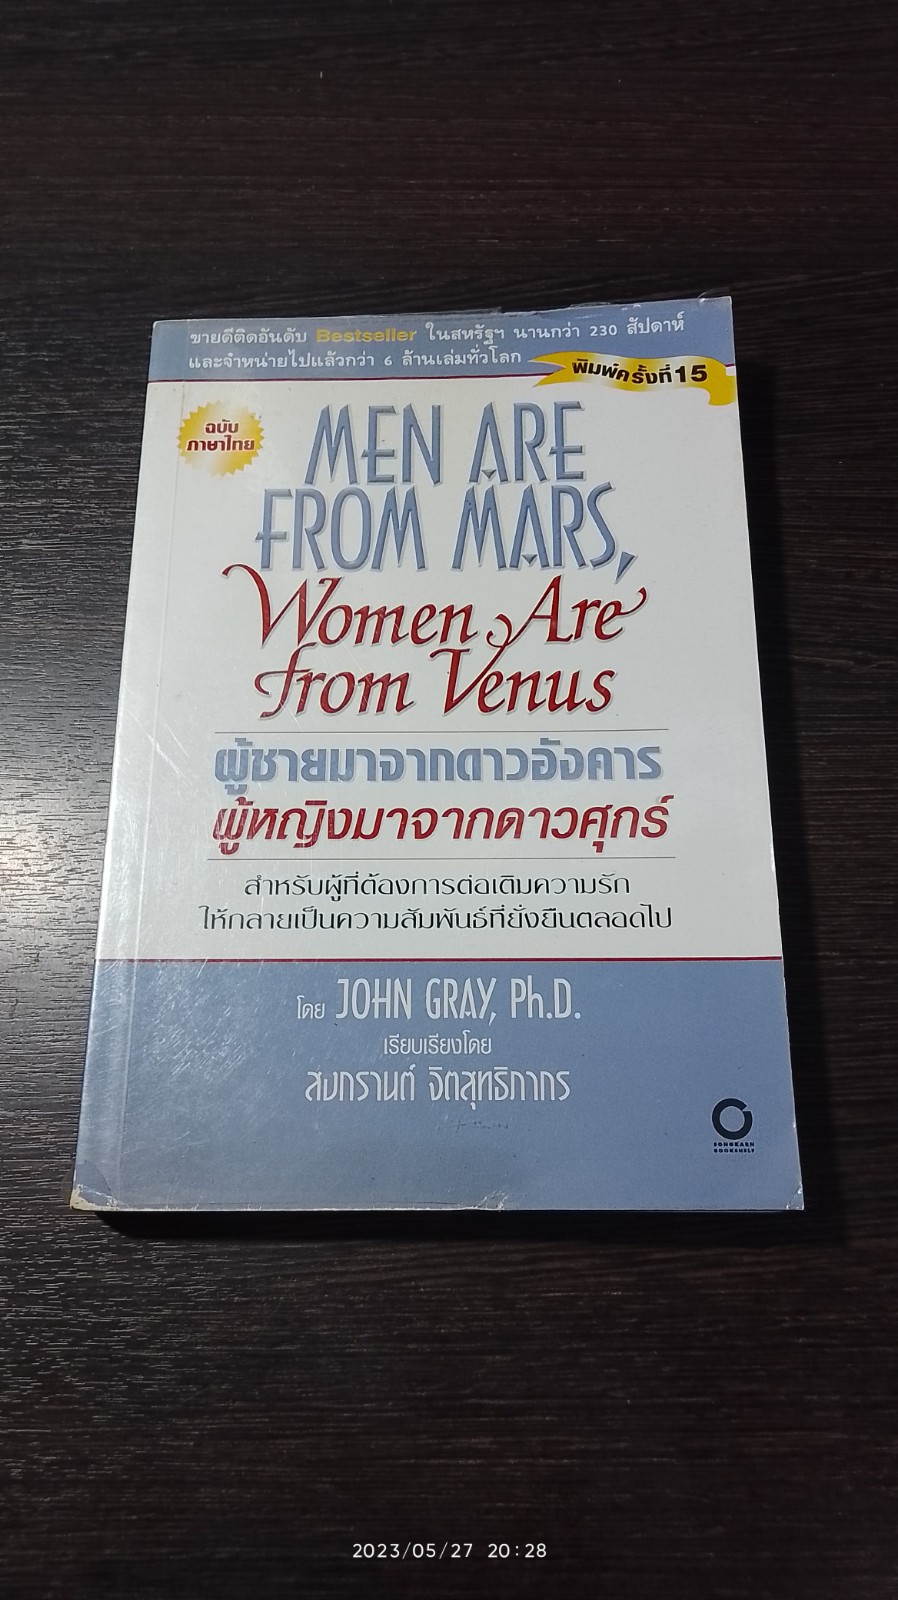 ขายดีติดอันดับ Bestseller ในสหรัฐฯ นานกว่า 230 สัปดาห์
และจำหน่ายไปแล้วกว่า 6 ล้านเล่มทั่วโลก
พิมพ์ครั้งที่ 15
ฉบับ
ภาษาไทย
MEN ARE
FROM MARS,
Women Are
from Venus
ผู้ชายมาจากดาวอังคาร
ผู้หญิงมาจากดาวศุกร์
สำหรับผู้ที่ต้องการต่อเติมความรัก
ให้กลายเป็นความสัมพันธ์ที่ยั่งยืนตลอดไป
โดย JOHN GRAY, Ph.D.
เรียบเรียงโดย
สงกรานต์ จิตสุทธิภากร
SONGKARN
BOOKSHELF
2023/05/27 20:28